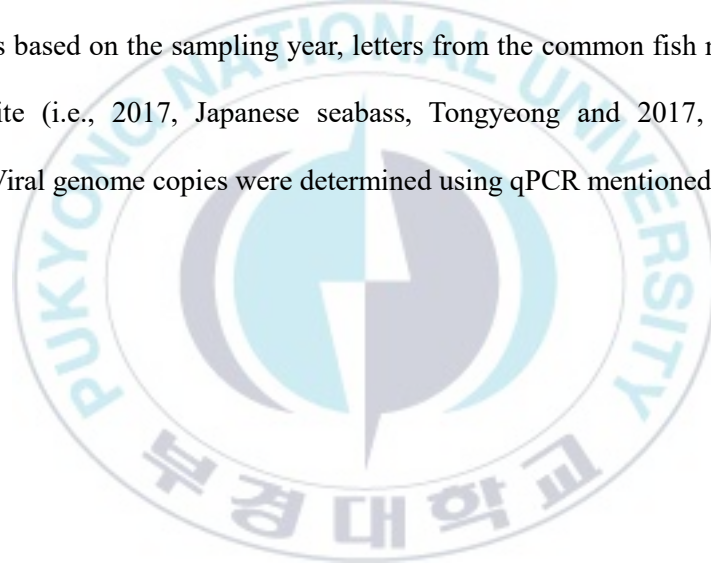 s based on the sampling year, letters from the common fish
ite (i.e., 2017, Japanese seabass, Tongyeong and 2017,
Viral genome copies were determined using qPCR mentioned
PUKYONG NATIONAL UNIVERSITY
부경대학교